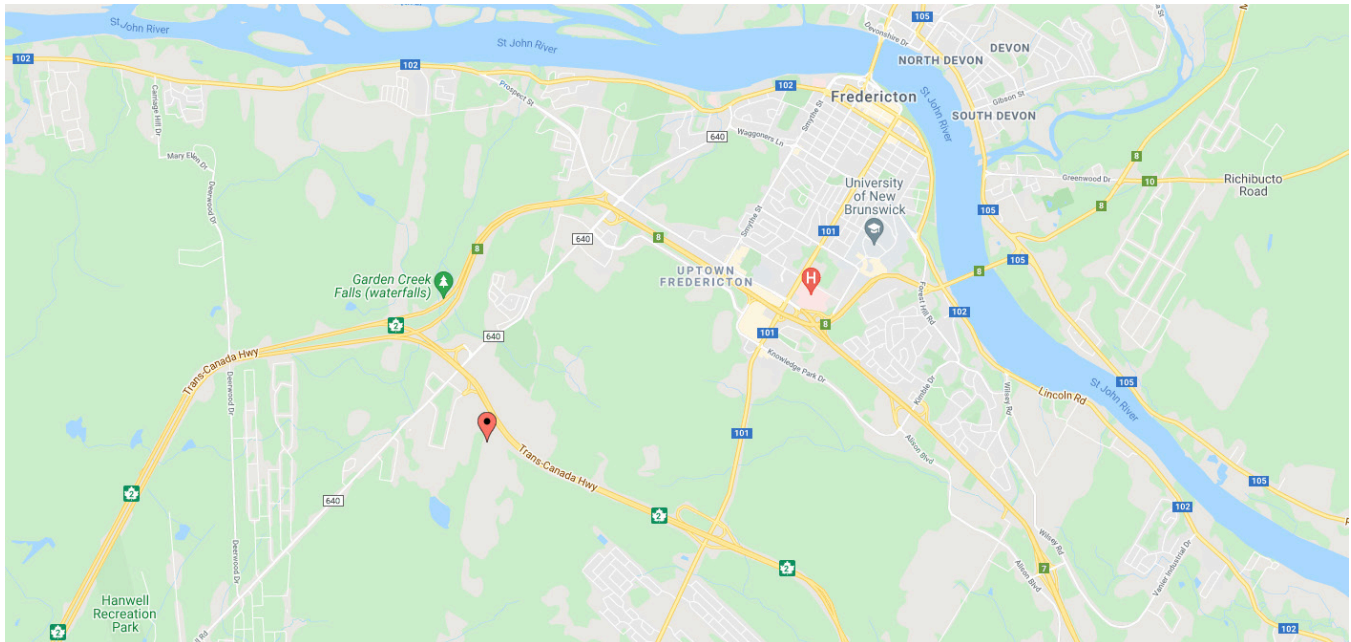 105
St John River
St John River
Devonshire Dr
DEVON
NORTH DEVON
102
102
102
Prospect St
Fredericton
Gibson St
SOUTH DEVON
St John River
Carriage Hill Dr
Smythe St
640
Waggoners Ln
Mary Ellen Dr
8
Greenwood Dr
10
Richibucto
Road
University
of New
Brunswick
Deerwood Dr
8
105
Smythe St
101
640
8
8
105
8
UPTOWN
FREDERICTON
H
Garden Creek
Falls (waterfalls)
Forest Hill Rd
102
2
8
101
640
Knowledge Park Dr
Trans-Canada Hwy
Deerwood Dr
Kimble Dr
Wilsey Rd
Lincoln Rd
St John River
105
101
Alison Blvd
Trans-Canada Hwy
105
2
640
2
102
Wilsey Rd
Deerwood Dr
Alison Blvd
7
2
Vanier Industrial Dr
Hanwell
Recreation
Park
2
Rd
102